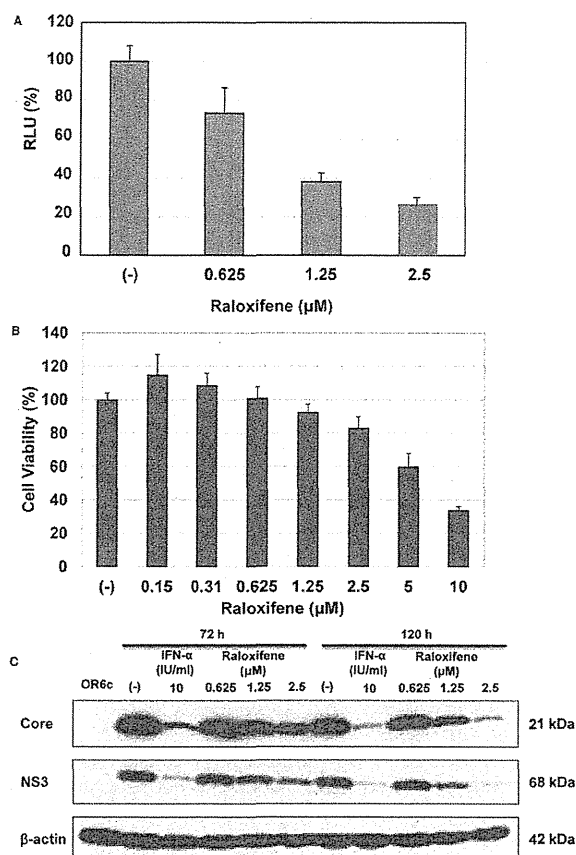 A
120
100
80
60
40
20
0
RLU (%)
(-) 0.625 1.25 2.5
Raloxifene (μM)
B
140
120
100
80
60
40
20
0
Cell Viability (%)
(-) 0.15 0.31 0.625 1.25 2.5 5 10
Raloxifene (μM)
72 h 120 h
C
IFN-α Raloxifene IFN-α Raloxifene
(IU/ml) (μM) (IU/ml) (μM)
OR6c (-) 10 0.625 1.25 2.5 (-) 10 0.625 1.25 2.5
Core 21 kDa
NS3 68 kDa
β-actin 42 kDa